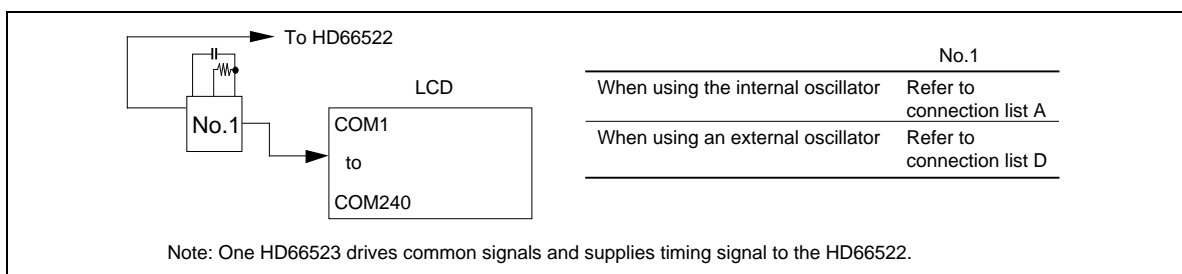 To HD66522
No.1
LCD
COM1
to
COM240
No.1
When using the internal oscillator Refer to
connection list A
When using an external oscillator Refer to
connection list D
Note: One HD66523 drives common signals and supplies timing signal to the HD66522.